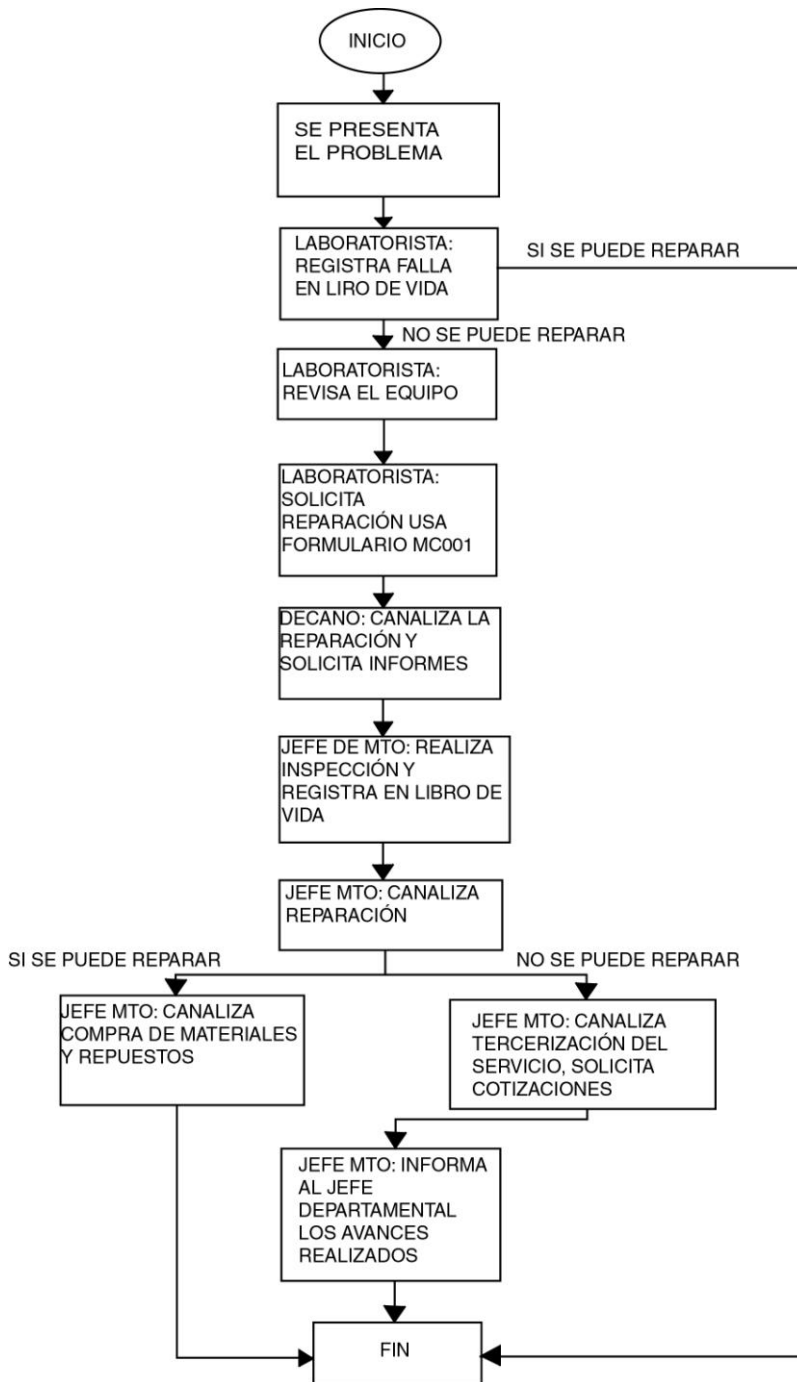 INICIO
SE PRESENTA
EL PROBLEMA
LABORATORISTA:
REGISTRA FALLA
EN LIRO DE VIDA
SI SE PUEDE REPARAR
NO SE PUEDE REPARAR
LABORATORISTA:
REVISA EL EQUIPO
LABORATORISTA:
SOLICITA
REPARACIÓN USA
FORMULARIO MC001
DECANO: CANALIZA LA
REPARACIÓN Y
SOLICITA INFORMES
JEFE DE MTO: REALIZA
INSPECCIÓN Y
REGISTRA EN LIBRO DE
VIDA
JEFE MTO: CANALIZA
REPARACIÓN
SI SE PUEDE REPARAR
NO SE PUEDE REPARAR
JEFE MTO: CANALIZA
COMPRA DE MATERIALES
Y REPUESTOS
JEFE MTO: CANALIZA
TERCERIZACIÓN DEL
SERVICIO, SOLICITA
COTIZACIONES
JEFE MTO: INFORMA
AL JEFE
DEPARTAMENTAL
LOS AVANCES
REALIZADOS
FIN